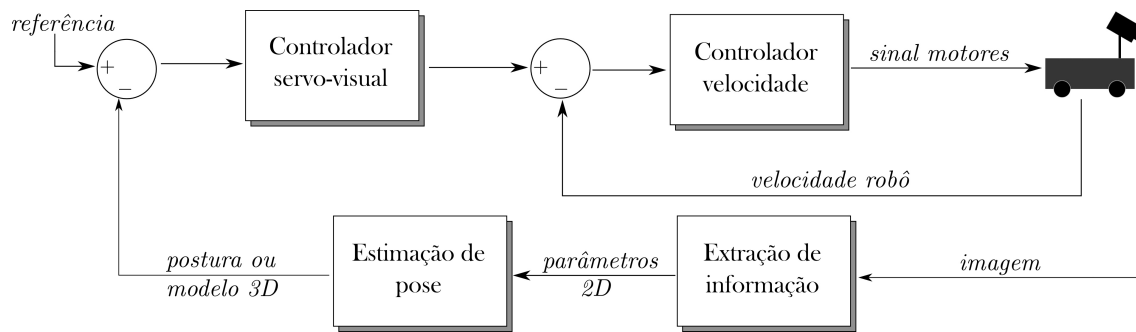 referência
+
−
Controlador
servo-visual
+
−
Controlador
velocidade
sinal motores
velocidade robô
postura ou
modelo 3D
Estimação de
pose
parâmetros
2D
Extração de
informação
imagem